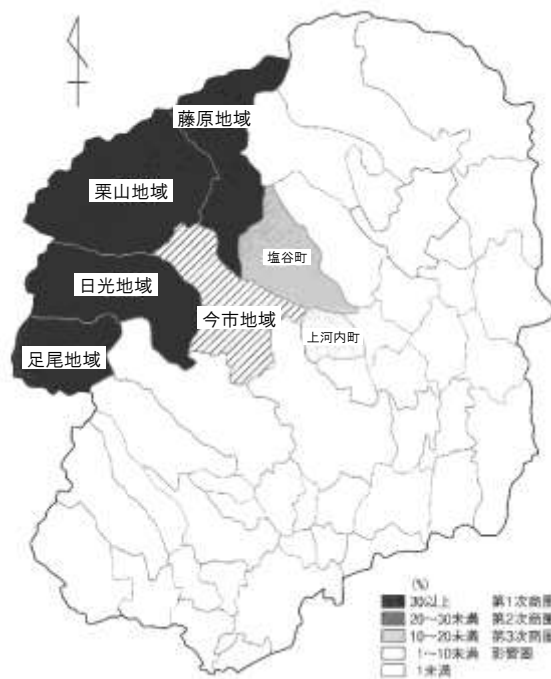 藤原地域
栗山地域
塩谷町
日光地域
今市地域
上河内町
足尾地域
(%)
30以上 第1次商圏
20〜30未満 第2次商圏
10〜20未満 第3次商圏
1〜10未満 影響圏
1未満